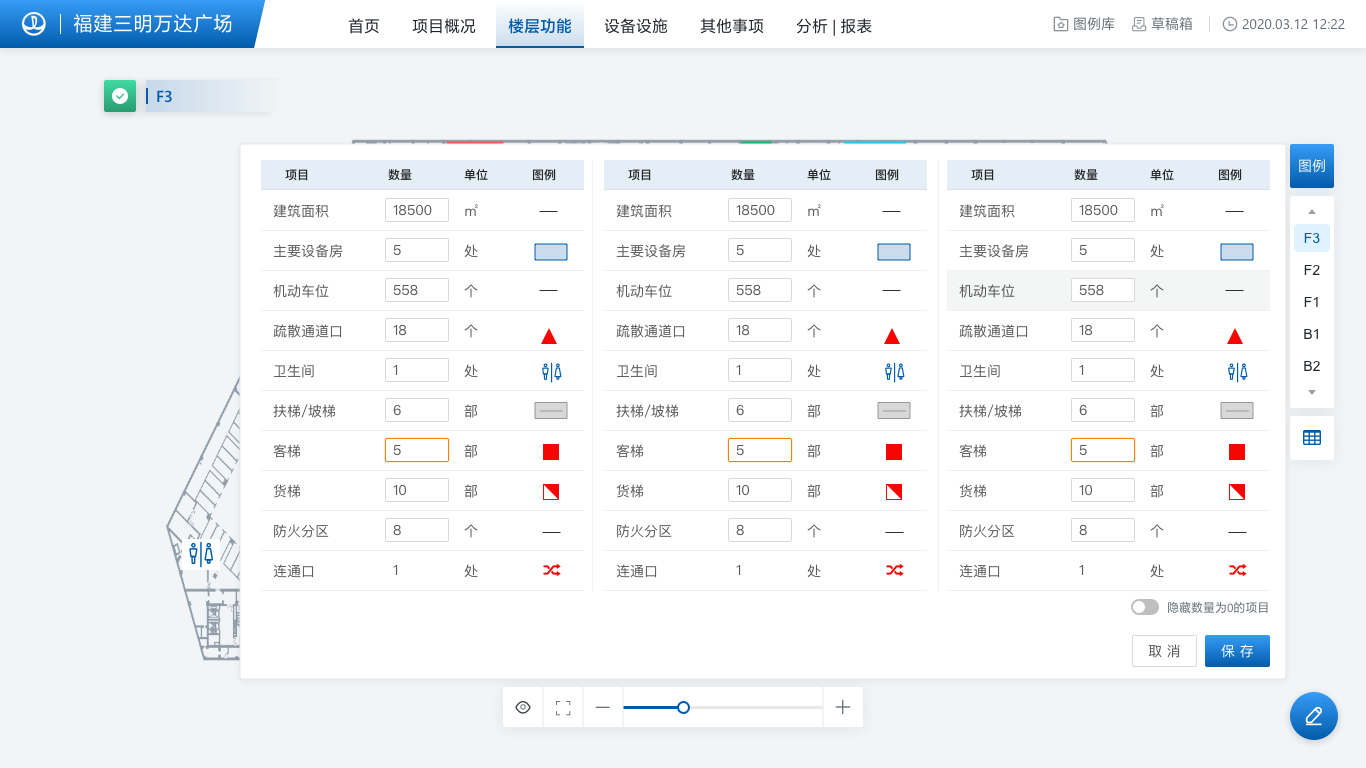 福建三明万达广场
首页 项目概况 楼层功能 设备设施 其他事项 分析 | 报表
图例库 草稿箱 2020.03.12 12:22
F3
项目 数量 单位 图例 项目 数量 单位 图例 项目 数量 单位 图例
建筑面积 18500 ㎡ 建筑面积 18500 ㎡ 建筑面积 18500 ㎡
主要设备房 5 处 主要设备房 5 处 主要设备房 5 处
机动车位 558 个 机动车位 558 个 机动车位 558 个
疏散通道口 18 个 疏散通道口 18 个 疏散通道口 18 个
卫生间 1 处 卫生间 1 处 卫生间 1 处
扶梯/坡梯 6 部 扶梯/坡梯 6 部 扶梯/坡梯 6 部
客梯 5 部 客梯 5 部 客梯 5 部
货梯 10 部 货梯 10 部 货梯 10 部
防火分区 8 个 防火分区 8 个 防火分区 8 个
连通口 1 处 连通口 1 处 连通口 1 处
隐藏数量为0的项目
取 消 保 存
图例
F3
F2
F1
B1
B2